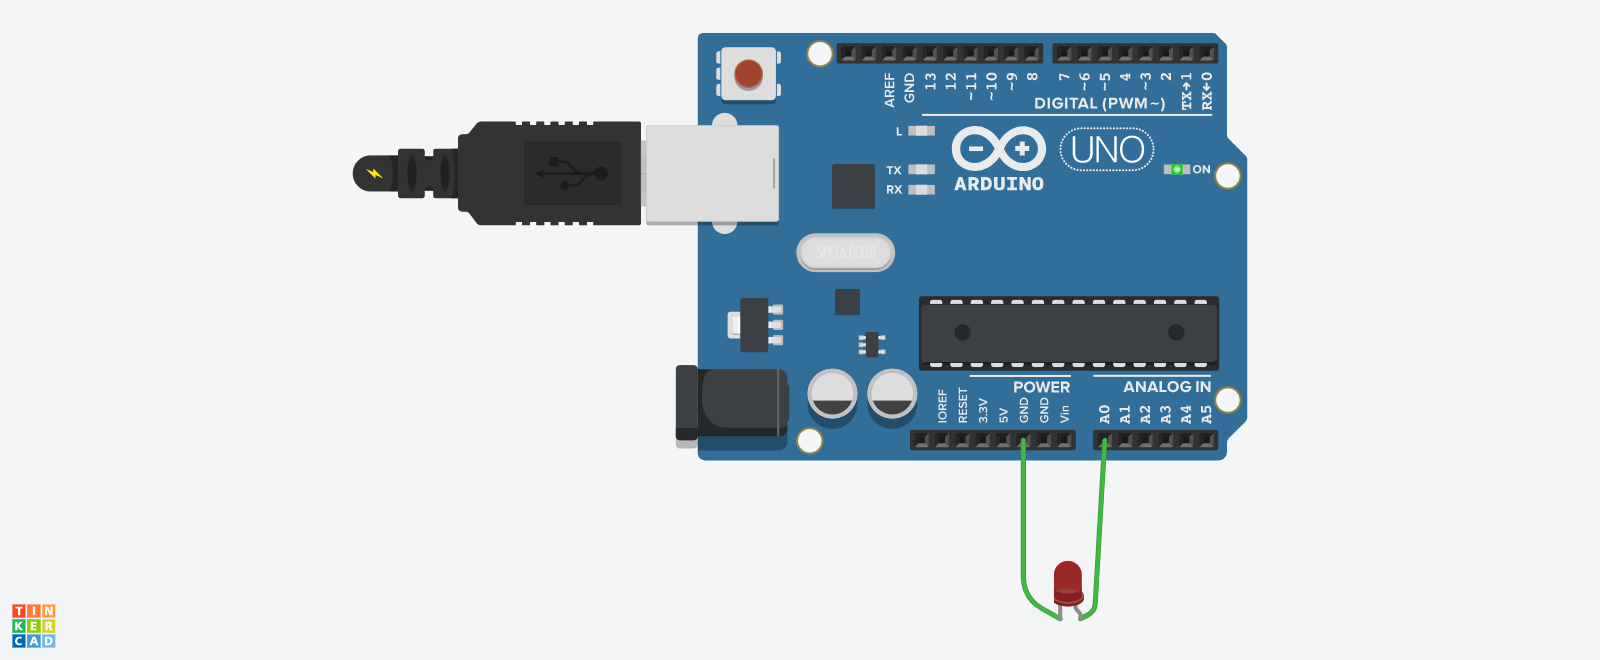 AREF
GND
13
12
~11
~10
~9
8
7
~6
~5
4
~3
2
TX→1
RX←0
DIGITAL (PWM~)
L
TX
RX
ARDUINO
UNO
ON
SPK16.000G
POWER
ANALOG IN
IOREF
RESET
3.3V
5V
GND
GND
Vin
A0
A1
A2
A3
A4
A5
TIN
KER
CAD